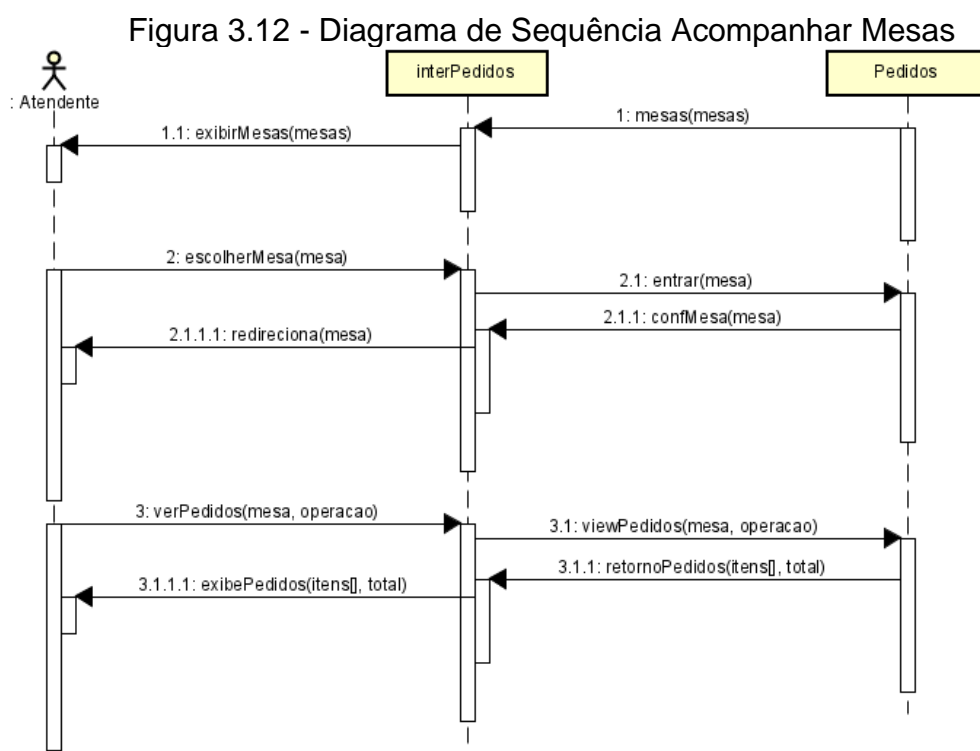 Figura 3.12 - Diagrama de Sequência Acompanhar Mesas
: Atendente
interPedidos
Pedidos
1: mesas(mesas)
1.1: exibirMesas(mesas)
2: escolherMesa(mesa)
2.1: entrar(mesa)
2.1.1: confMesa(mesa)
2.1.1.1: redireciona(mesa)
3: verPedidos(mesa, operacao)
3.1: viewPedidos(mesa, operacao)
3.1.1: retornoPedidos(itens[], total)
3.1.1.1: exibePedidos(itens[], total)